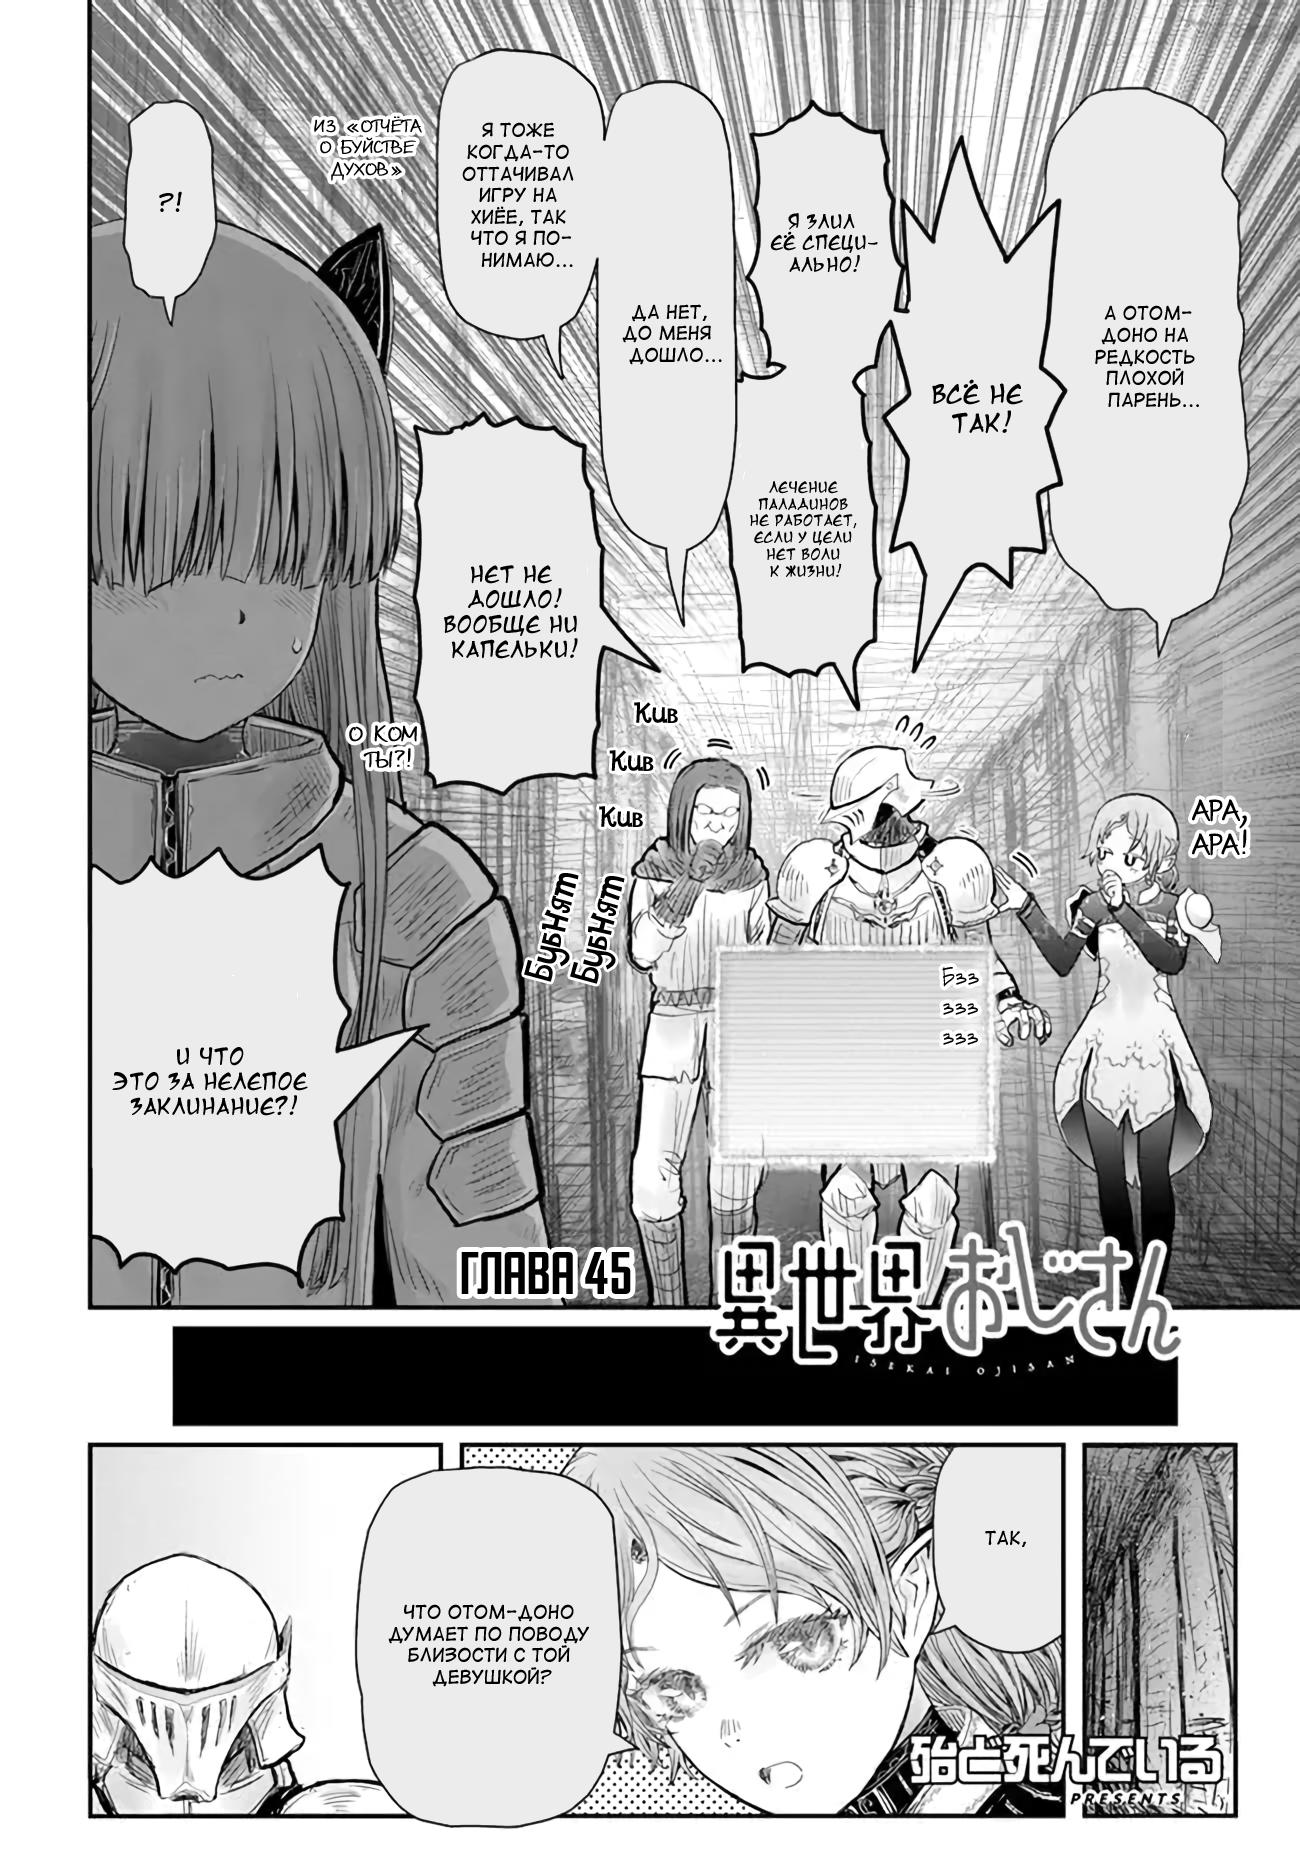 А ОТОМ-
ДОНО НА
РЕДКОСТЬ
ПЛОХОЙ
ПАРЕНЬ...
ВСЁ НЕ
ТАК!
Я ЗЛИЛ
ЕЁ СПЕЦИ-
АЛЬНО!
ЛЕЧЕНИЕ
ПАЛАДИНОВ
НЕ РАБОТАЕТ,
ЕСЛИ У ЦЕЛИ
НЕТ ВОЛИ
К ЖИЗНИ!
ДА НЕТ,
ДО МЕНЯ
ДОШЛО...
Я ТОЖЕ
КОГДА-ТО
ОТТАЧИВАЛ
ИГРУ НА
ХИЁЕ, ТАК
ЧТО Я ПО-
НИМАЮ...
ИЗ «ОТЧЁТА
О БУЙСТВЕ
ДУХОВ»
?!
НЕТ НЕ
ДОШЛО!
ВООБЩЕ НИ
КАПЕЛЬКИ!
О КОМ
ТЫ?!
Кив
Кив
Кив
Бубнят
Бубнят
АРА,
АРА!
Бзз
ззз
ззз
И ЧТО
ЭТО ЗА НЕЛЕПОЕ
ЗАКЛИНАНИЕ?!
ГЛАВА 45
異世界おじさん
ISEKAI OJISAN
ТАК,
ЧТО ОТОМ-ДОНО
ДУМАЕТ ПО ПОВОДУ
БЛИЗОСТИ С ТОЙ
ДЕВУШКОЙ?
殆ど死んでいる
PRESENTS